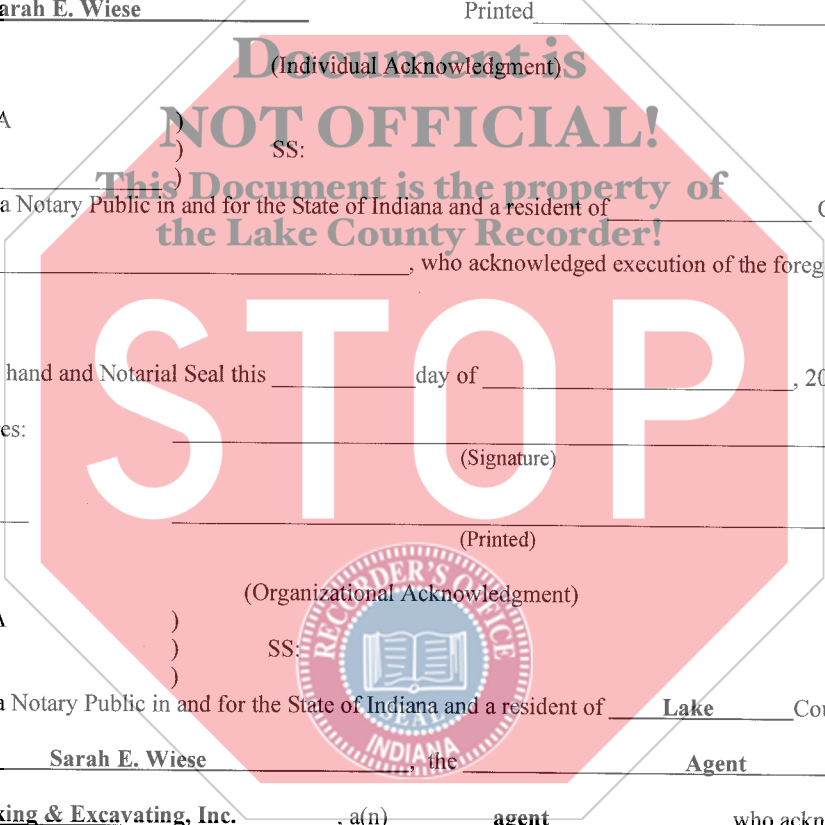 arah E. Wiese Printed
Document is
(Individual Acknowledgment)
NOT OFFICIAL!
A )
) SS:
)
This Document is the property of
a Notary Public in and for the State of Indiana and a resident of
the Lake County Recorder!
, who acknowledged execution of the foreg
STOP
hand and Notarial Seal this day of , 20
es:
(Signature)
(Printed)
(Organizational Acknowledgment)
RECORDER'S OFFICE
)
) SS:
)
a Notary Public in and for the State of Indiana and a resident of Lake Cou
SEAL
INDIANA
Sarah E. Wiese , the Agent
king & Excavating, Inc. , a(n) agent who ackn